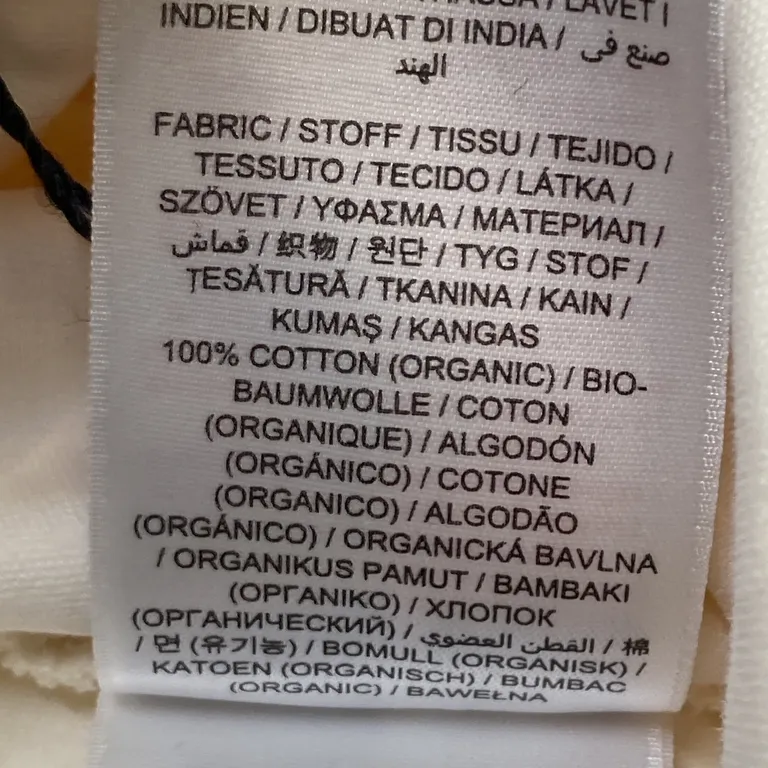 / LAVET I
INDIEN / DIBUAT DI INDIA / صنع في
الهند
FABRIC / STOFF / TISSU / TEJIDO /
TESSUTO / TECIDO / LÁTKA /
SZÖVET / ΥΦΑΣΜΑ / МАТЕРИАЛ /
قماش / 织物 / 원단 / TYG / STOF /
ȚESĂTURĂ / TKANINA / KAIN /
KUMAŞ / KANGAS
100% COTTON (ORGANIC) / BIO-
BAUMWOLLE / COTON
(ORGANIQUE) / ALGODÓN
(ORGÁNICO) / COTONE
(ORGANICO) / ALGODÃO
(ORGÁNICO) / ORGANICKÁ BAVLNA
/ ORGANIKUS PAMUT / ΒΑΜΒΑΚΙ
(ΟΡΓΑΝΙΚΟ) / ХЛОПОК
(ОРГАНИЧЕСКИЙ) / القطن العضوي / 棉
/ 면 (유기농) / BOMULL (ORGANISK) /
KATOEN (ORGANISCH) / BUMBAC
(ORGANIC) / BAWEŁNA